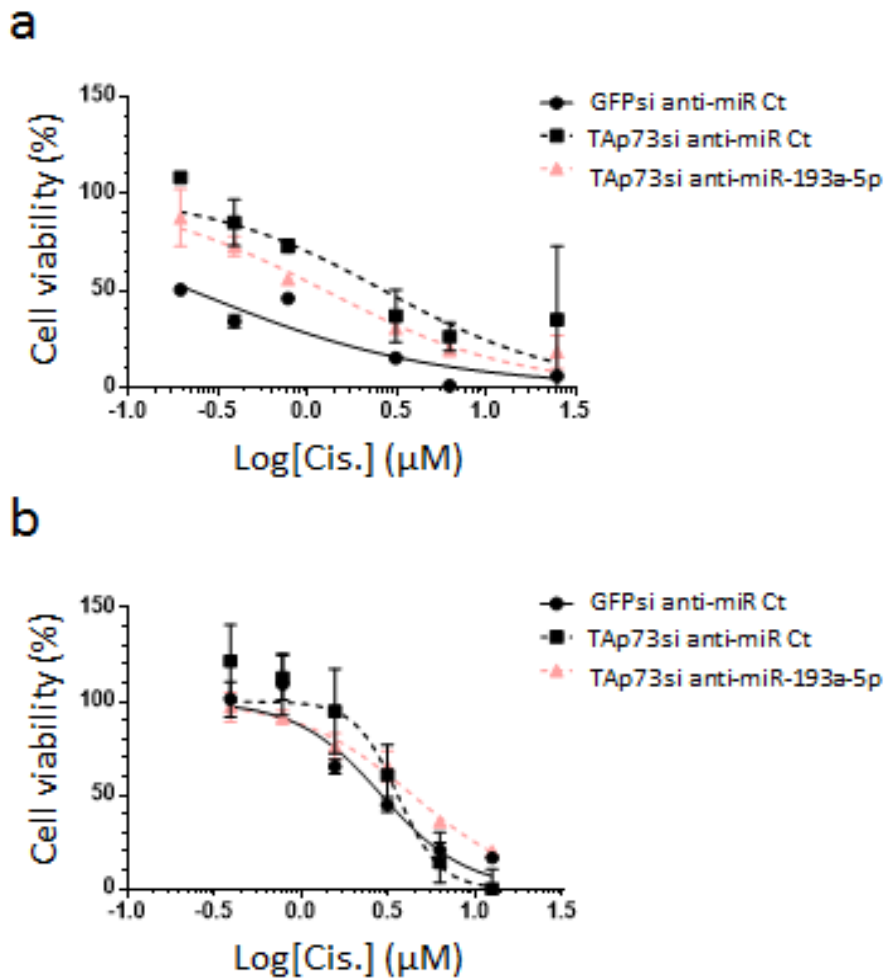 a
150
100
50
0
Cell viability (%)
-1.0 -0.5 0.0 0.5 1.0 1.5
Log[Cis.] (µM)
GFPsi anti-miR Ct
TAp73si anti-miR Ct
TAp73si anti-miR-193a-5p
b
150
100
50
0
Cell viability (%)
-1.0 -0.5 0.0 0.5 1.0 1.5
Log[Cis.] (µM)
GFPsi anti-miR Ct
TAp73si anti-miR Ct
TAp73si anti-miR-193a-5p